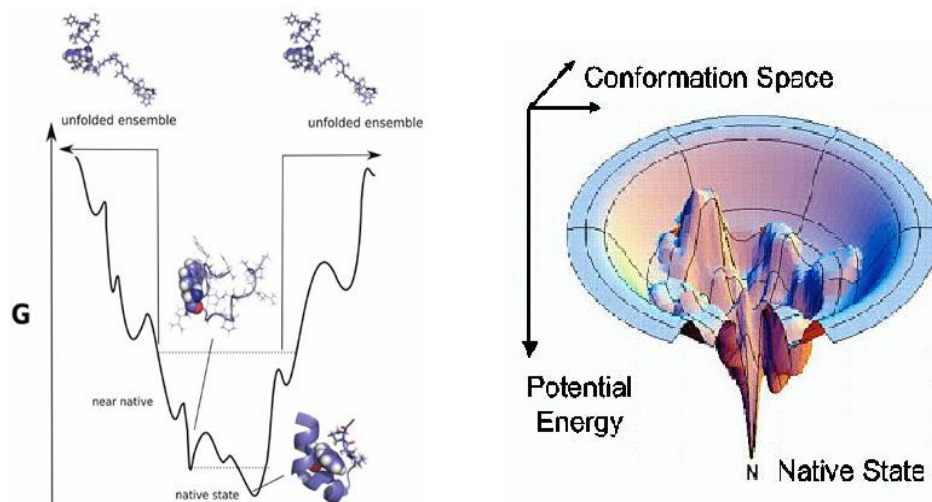 unfolded ensemble
unfolded ensemble
G
near native
native state
Conformation Space
Potential
Energy
N
Native State